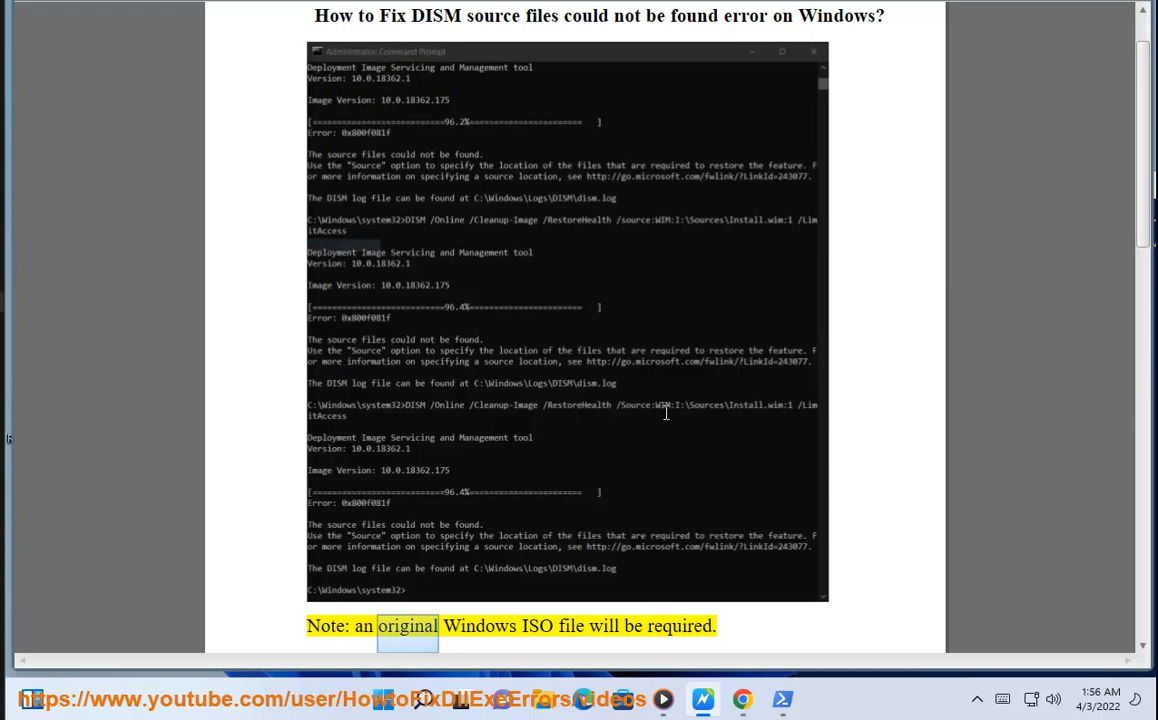 How to Fix DISM source files could not be found error on Windows?
Administrator: Command Prompt
Deployment Image Servicing and Management tool
Version: 10.0.18362.1
Image Version: 10.0.18362.175
[==========================96.2%======================   ]
Error: 0x800f081f
The source files could not be found.
Use the "Source" option to specify the location of the files that are required to restore the feature. F
or more information on specifying a source location, see http://go.microsoft.com/fwlink/?LinkId=243077.
The DISM log file can be found at C:\Windows\Logs\DISM\dism.log
C:\Windows\system32>DISM /Online /Cleanup-Image /RestoreHealth /source:WIM:I:\Sources\Install.wim:1 /Lim
itAccess
Deployment Image Servicing and Management tool
Version: 10.0.18362.1
Image Version: 10.0.18362.175
[==========================96.4%======================   ]
Error: 0x800f081f
The source files could not be found.
Use the "Source" option to specify the location of the files that are required to restore the feature. F
or more information on specifying a source location, see http://go.microsoft.com/fwlink/?LinkId=243077.
The DISM log file can be found at C:\Windows\Logs\DISM\dism.log
C:\Windows\system32>DISM /Online /Cleanup-Image /RestoreHealth /Source:WIM:I:\Sources\Install.wim:1 /Lim
itAccess
Deployment Image Servicing and Management tool
Version: 10.0.18362.1
Image Version: 10.0.18362.175
[==========================96.4%======================   ]
Error: 0x800f081f
The source files could not be found.
Use the "Source" option to specify the location of the files that are required to restore the feature. F
or more information on specifying a source location, see http://go.microsoft.com/fwlink/?LinkId=243077.
The DISM log file can be found at C:\Windows\Logs\DISM\dism.log
C:\Windows\system32>
Note: an original Windows ISO file will be required.
https://www.youtube.com/user/HowtoFixDllExeErrors/videos
1:56 AM
4/3/2022